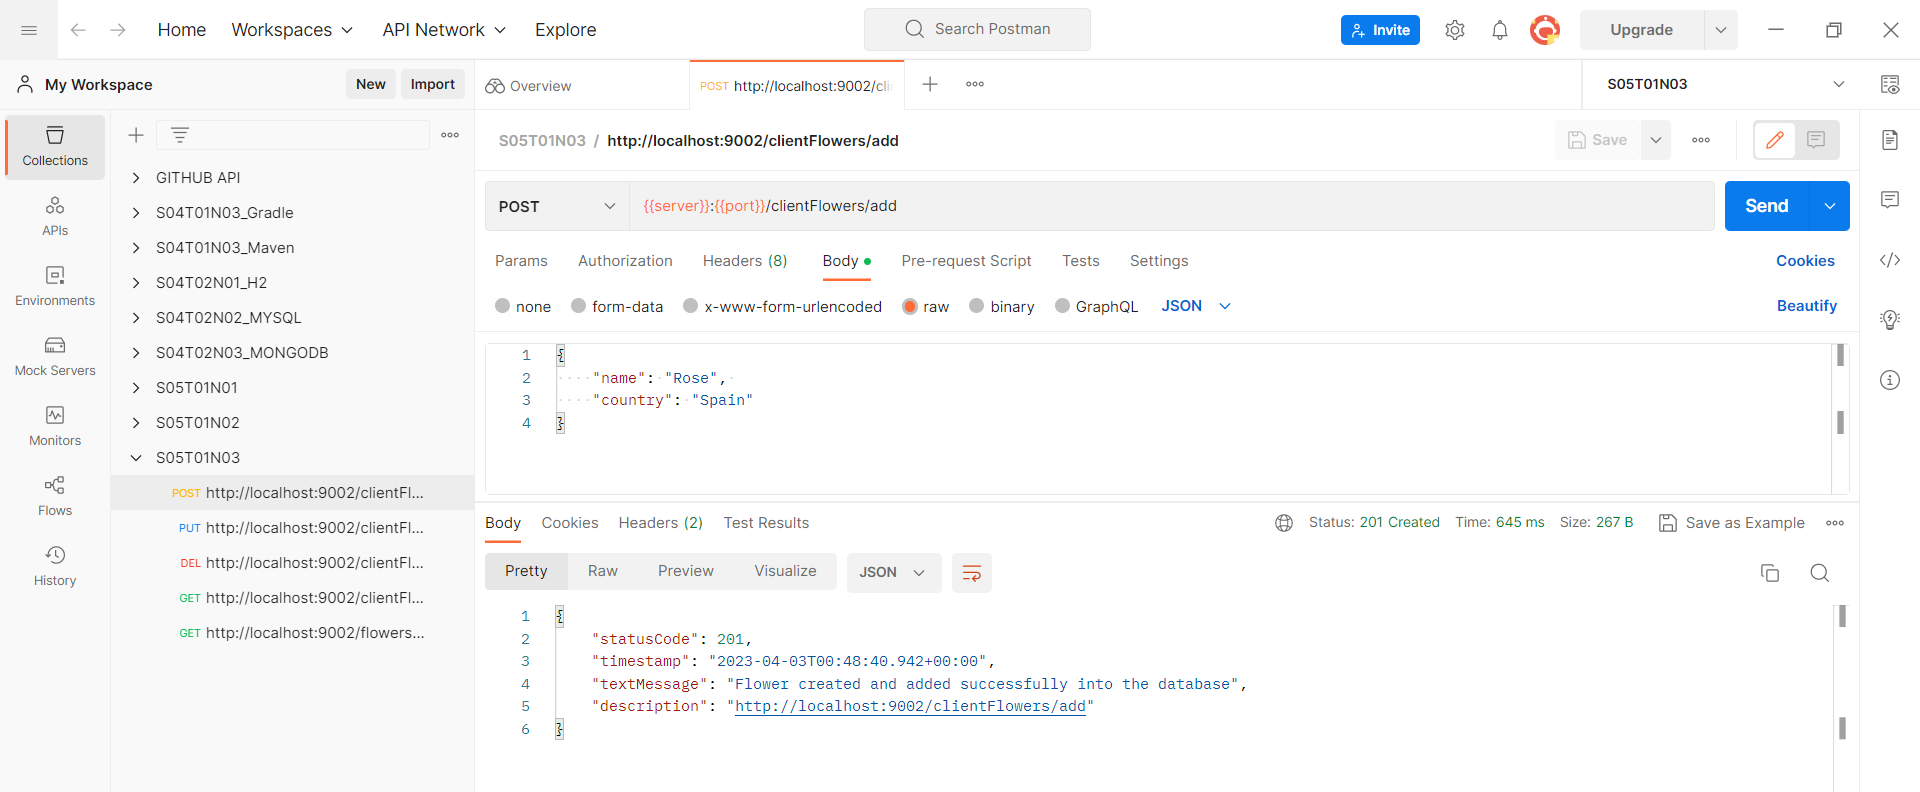 Home Workspaces API Network Explore Search Postman Invite Upgrade
My Workspace New Import
Overview POST http://localhost:9002/cli S05T01N03
Collections
APIs
Environments
Mock Servers
Monitors
Flows
History
GITHUB API
S04T01N03_Gradle
S04T01N03_Maven
S04T02N01_H2
S04T02N02_MYSQL
S04T02N03_MONGODB
S05T01N01
S05T01N02
S05T01N03
POST http://localhost:9002/clientFl...
PUT http://localhost:9002/clientFl...
DEL http://localhost:9002/clientFl...
GET http://localhost:9002/clientFl...
GET http://localhost:9002/flowers...
S05T01N03 / http://localhost:9002/clientFlowers/add Save
POST {{server}}:{{port}}/clientFlowers/add Send
Params Authorization Headers (8) Body Pre-request Script Tests Settings Cookies
none form-data x-www-form-urlencoded raw binary GraphQL JSON Beautify
1 {
2 "name": "Rose",
3 "country": "Spain"
4 }
Body Cookies Headers (2) Test Results Status: 201 Created Time: 645 ms Size: 267 B Save as Example
Pretty Raw Preview Visualize JSON
1 {
2 "statusCode": 201,
3 "timestamp": "2023-04-03T00:48:40.942+00:00",
4 "textMessage": "Flower created and added successfully into the database",
5 "description": "http://localhost:9002/clientFlowers/add"
6 }